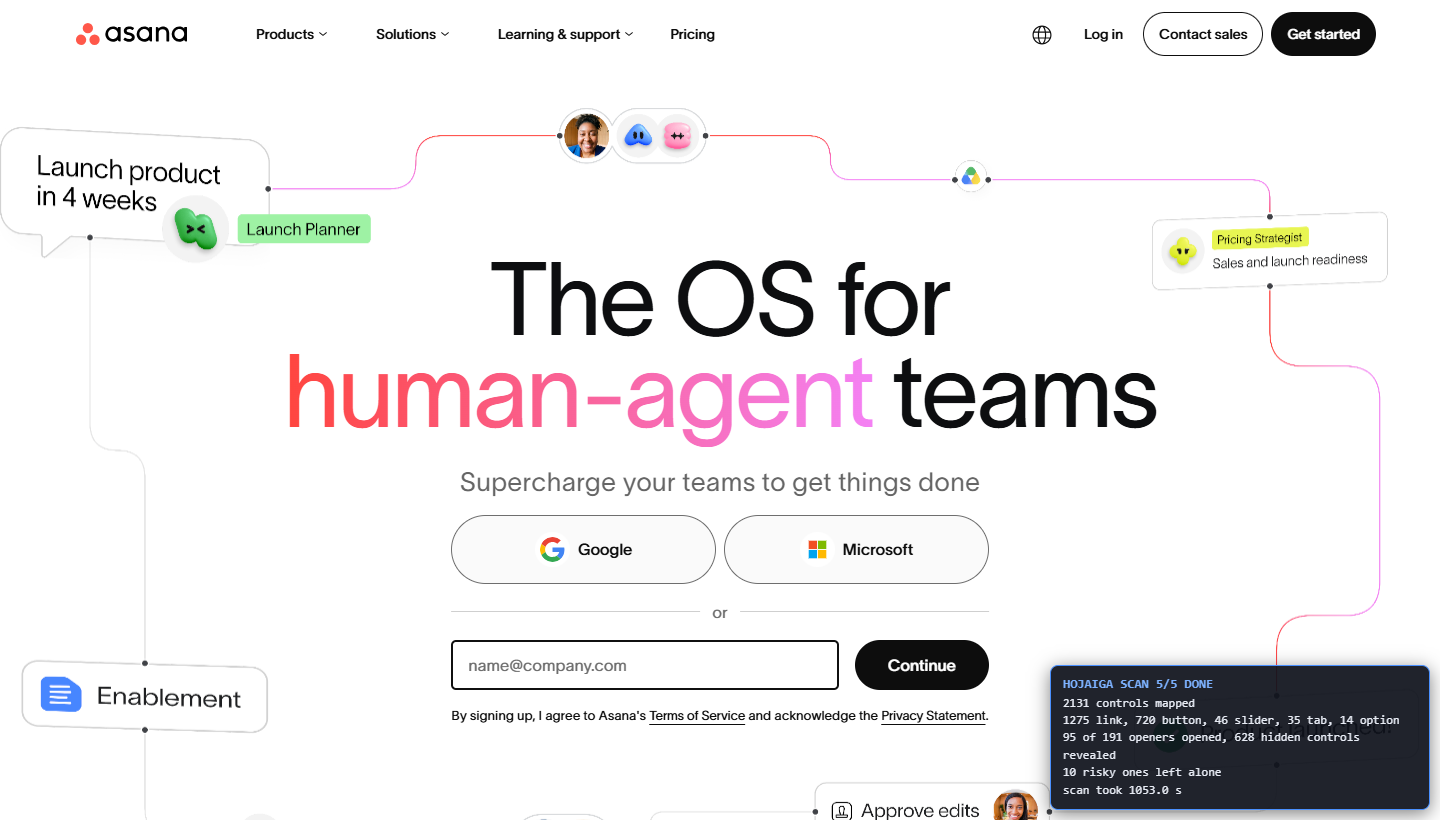 asana
Products
Solutions
Learning & support
Pricing
Log in
Contact sales
Get started
Launch product
in 4 weeks
Launch Planner
Pricing Strategist
Sales and launch readiness
The OS for
human-agent teams
Supercharge your teams to get things done
Google
Microsoft
or
name@company.com
Continue
By signing up, I agree to Asana's Terms of Service and acknowledge the Privacy Statement.
Enablement
Approve edits
HOJAIGA SCAN 5/5 DONE
2131 controls mapped
1275 link, 720 button, 46 slider, 35 tab, 14 option
95 of 191 openers opened, 628 hidden controls
revealed
10 risky ones left alone
scan took 1053.0 s